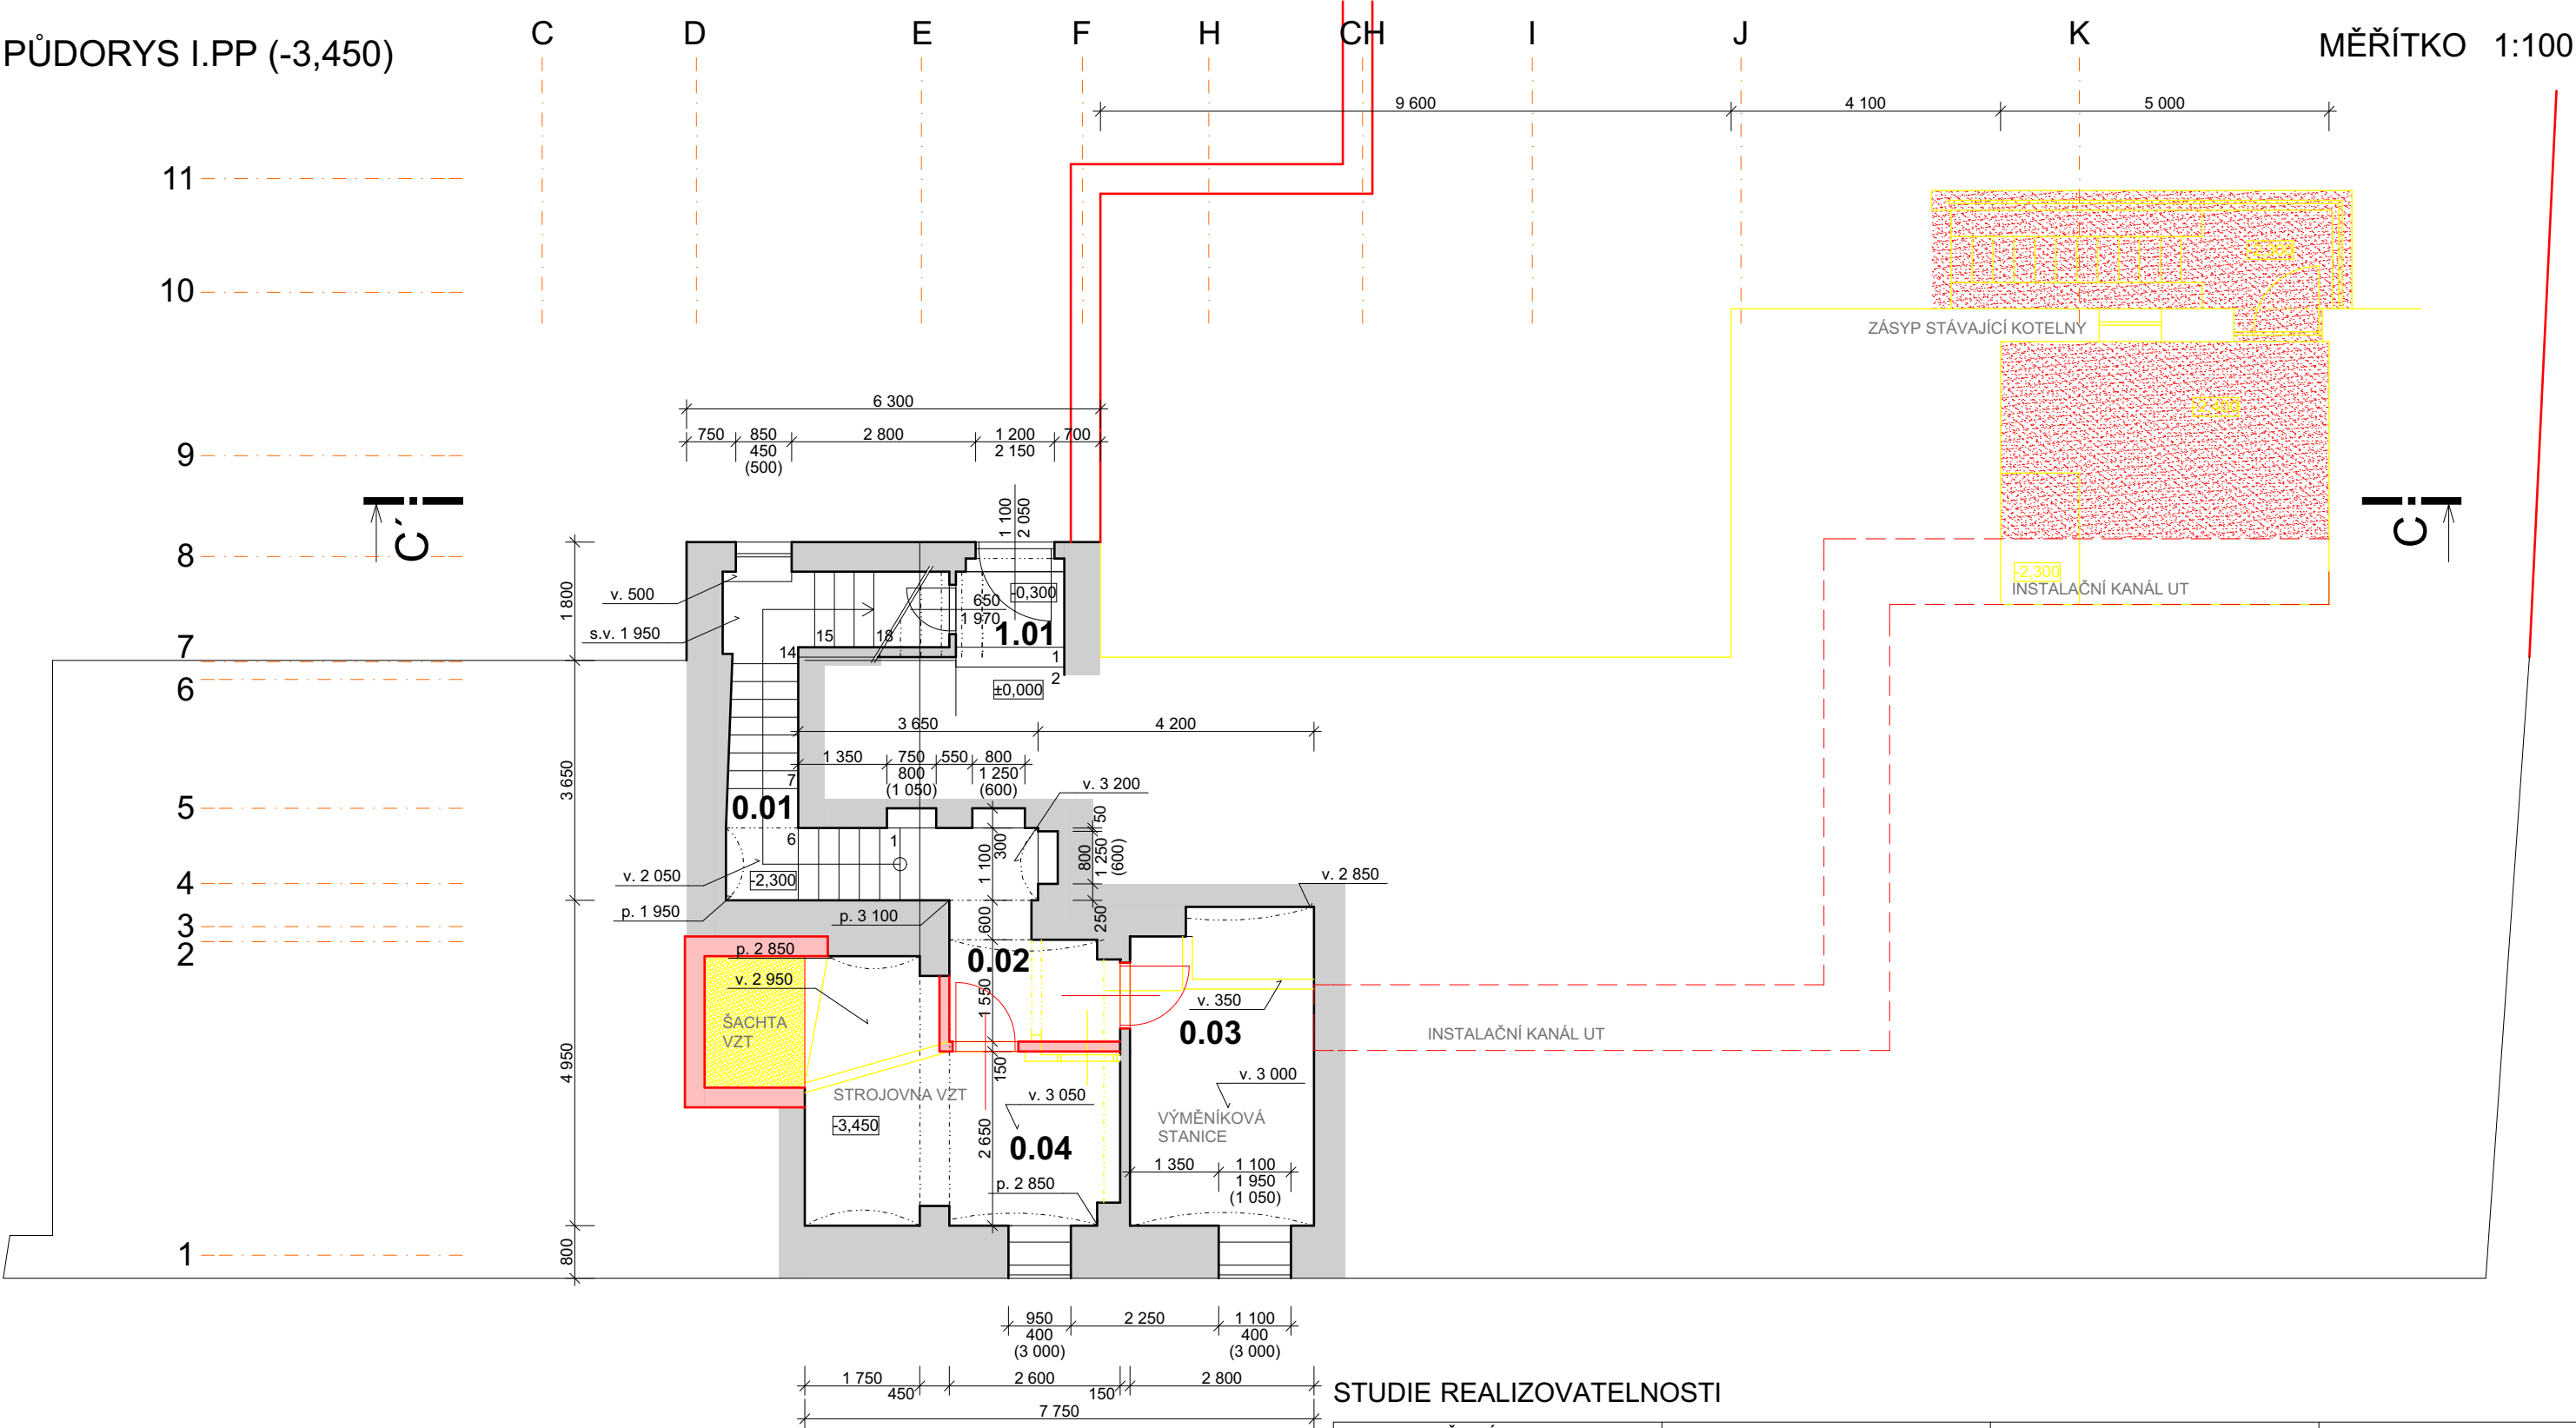 C D E F H CH I J K
PŮDORYS I.PP (-3,450)
MĚŘÍTKO 1:100
9 600 4 100 5 000
11
10
ZÁSYP STÁVAJÍCÍ KOTELNY
6 300
750 850 2 800 1 200 700
450 2 150
(500)
9
C´
C
1 100
2 050
8
-2,300
INSTALAČNÍ KANÁL UT
v. 500
-0,300
650
1 970
1 800
s.v. 1 950
15 18
1.01
7
14
1
6
2
±0,000
3 650 4 200
1 350 750 550 800
800 1 250
(1 050) (600)
v. 3 200
3 650
7
5
0.01
50
6 1
300
1 100
800
1 250
(600)
v. 2 050
-2,300
4
v. 2 850
p. 1 950
p. 3 100
600
250
3
2
p. 2 850
0.02
v. 2 950
1 550
v. 350
ŠACHTA
VZT
0.03
INSTALAČNÍ KANÁL UT
4 950
150
v. 3 000
STROJOVNA VZT
v. 3 050
-3,450
VÝMĚNÍKOVÁ
STANICE
2 650
0.04
1 350 1 100
1 950
(1 050)
p. 2 850
1
800
950 2 250 1 100
400 400
(3 000) (3 000)
1 750 2 600 2 800
450 150
7 750
STUDIE REALIZOVATELNOSTI